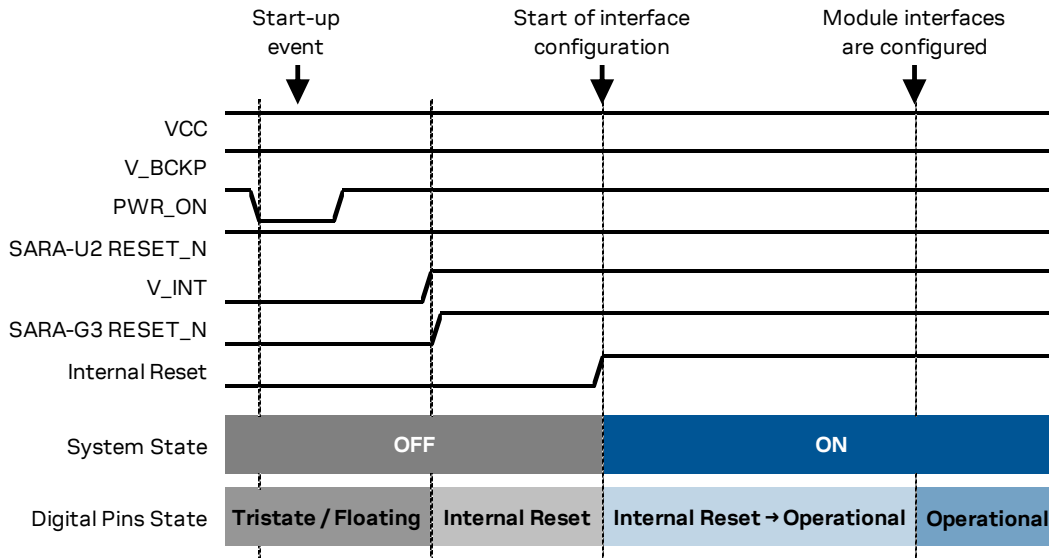 Start-up
event
Start of interface
configuration
Module interfaces
are configured
VCC
V_BCKP
PWR_ON
SARA-U2 RESET_N
V_INT
SARA-G3 RESET_N
Internal Reset
System State OFF ON
Digital Pins State Tristate / Floating Internal Reset Internal Reset → Operational Operational